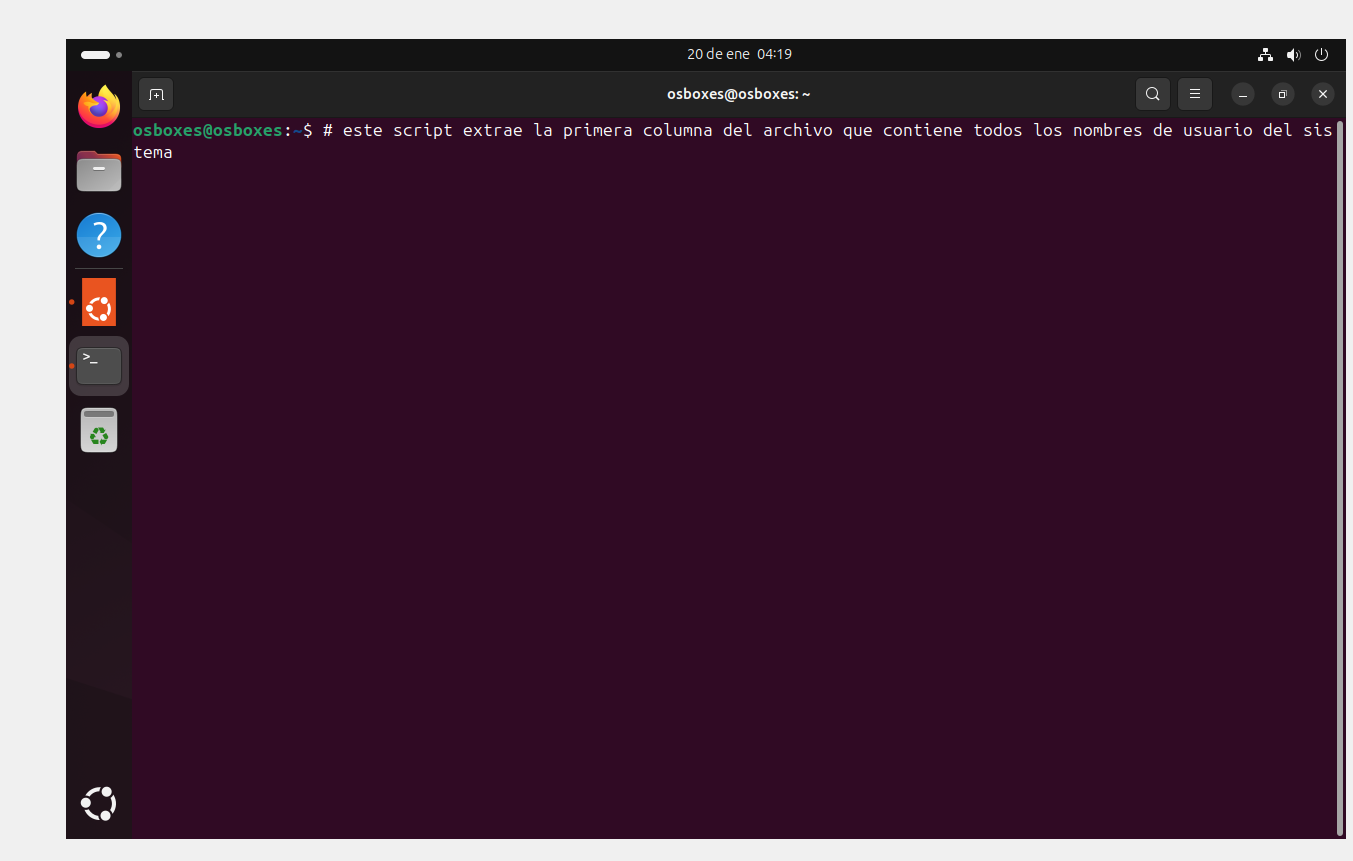 20 de ene 04:19
osboxes@osboxes: ~
osboxes@osboxes:~$ # este script extrae la primera columna del archivo que contiene todos los nombres de usuario del sis
tema
?
>_